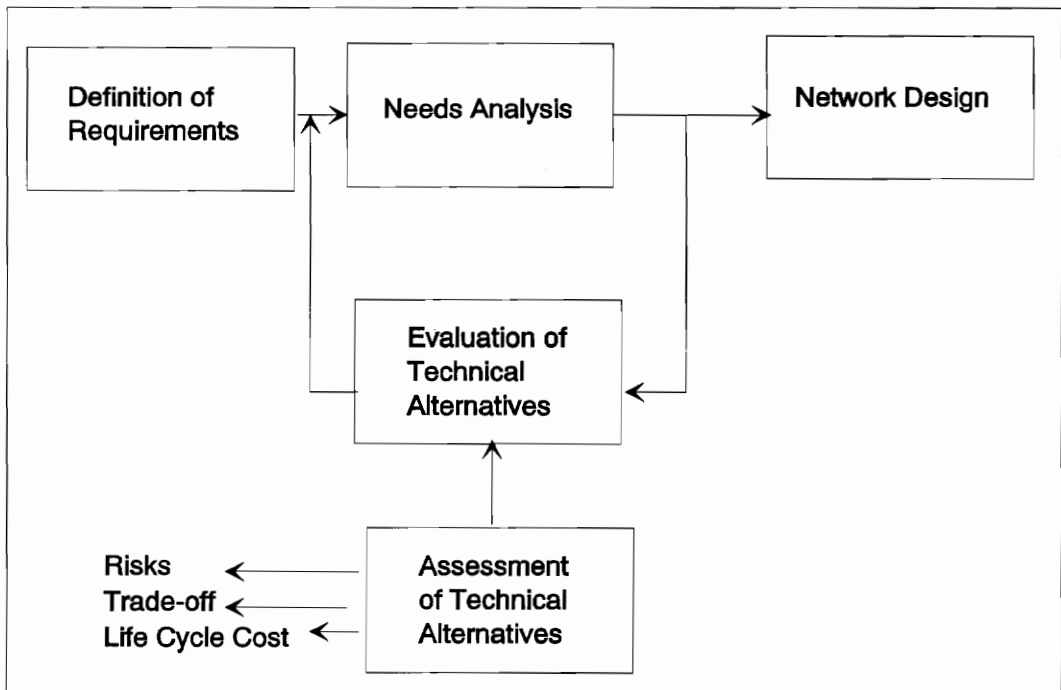 Definition of
Requirements
Needs Analysis
Network Design
Evaluation of
Technical
Alternatives
Risks
Trade-off
Life Cycle Cost
Assessment
of Technical
Alternatives